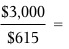 $3,000
$615 =